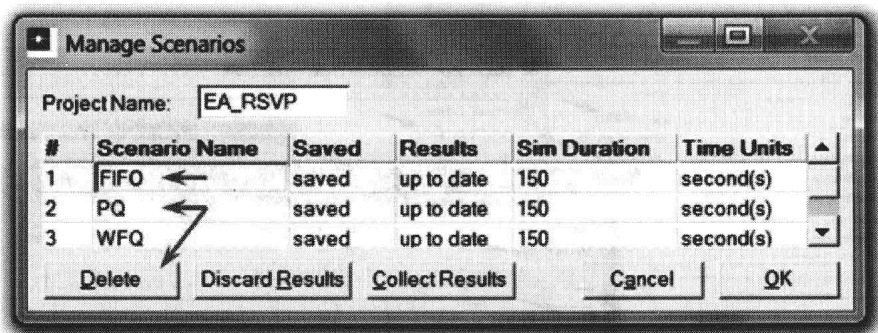 Manage Scenarios
Project Name: EA_RSVP
# Scenario Name Saved Results Sim Duration Time Units
1 FIFO saved up to date 150 second(s)
2 PQ saved up to date 150 second(s)
3 WFQ saved up to date 150 second(s)
Delete Discard Results Collect Results Cancel OK